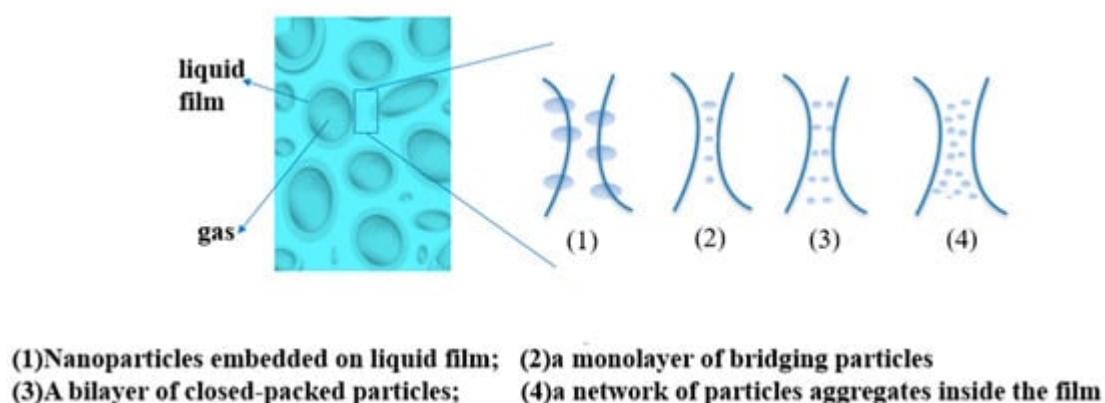 liquid
film
gas
(1)
(2)
(3)
(4)
(1)Nanoparticles embedded on liquid film; (2)a monolayer of bridging particles
(3)A bilayer of closed-packed particles; (4)a network of particles aggregates inside the film